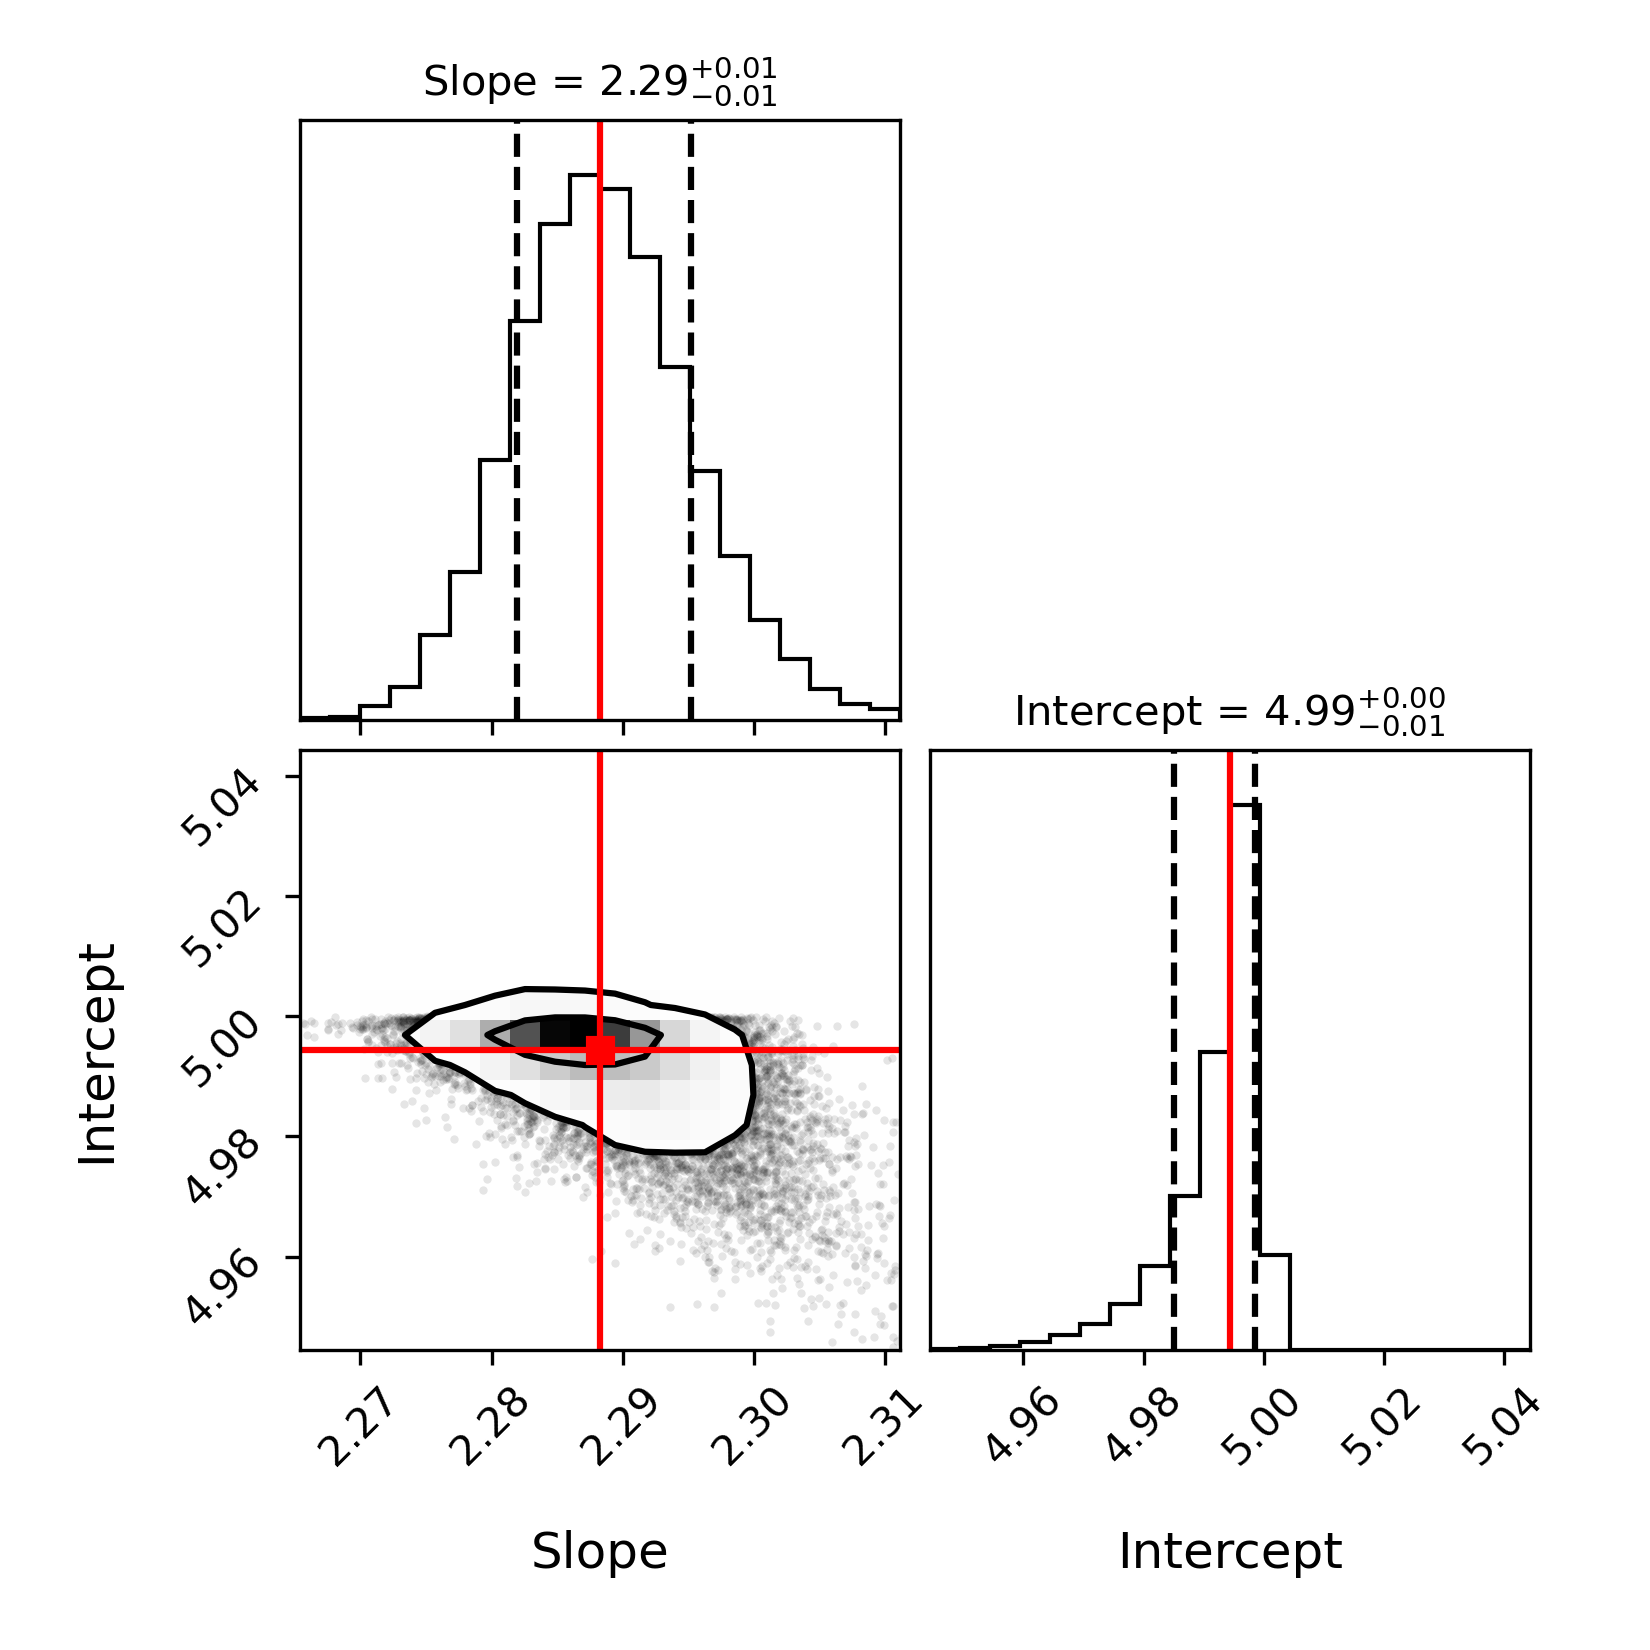 Slope = 2.29 +0.01 −0.01
Intercept = 4.99 +0.00 −0.01
5.04
5.02
5.00
4.98
4.96
Intercept
2.27 2.28 2.29 2.30 2.31
4.96 4.98 5.00 5.02 5.04
Slope
Intercept